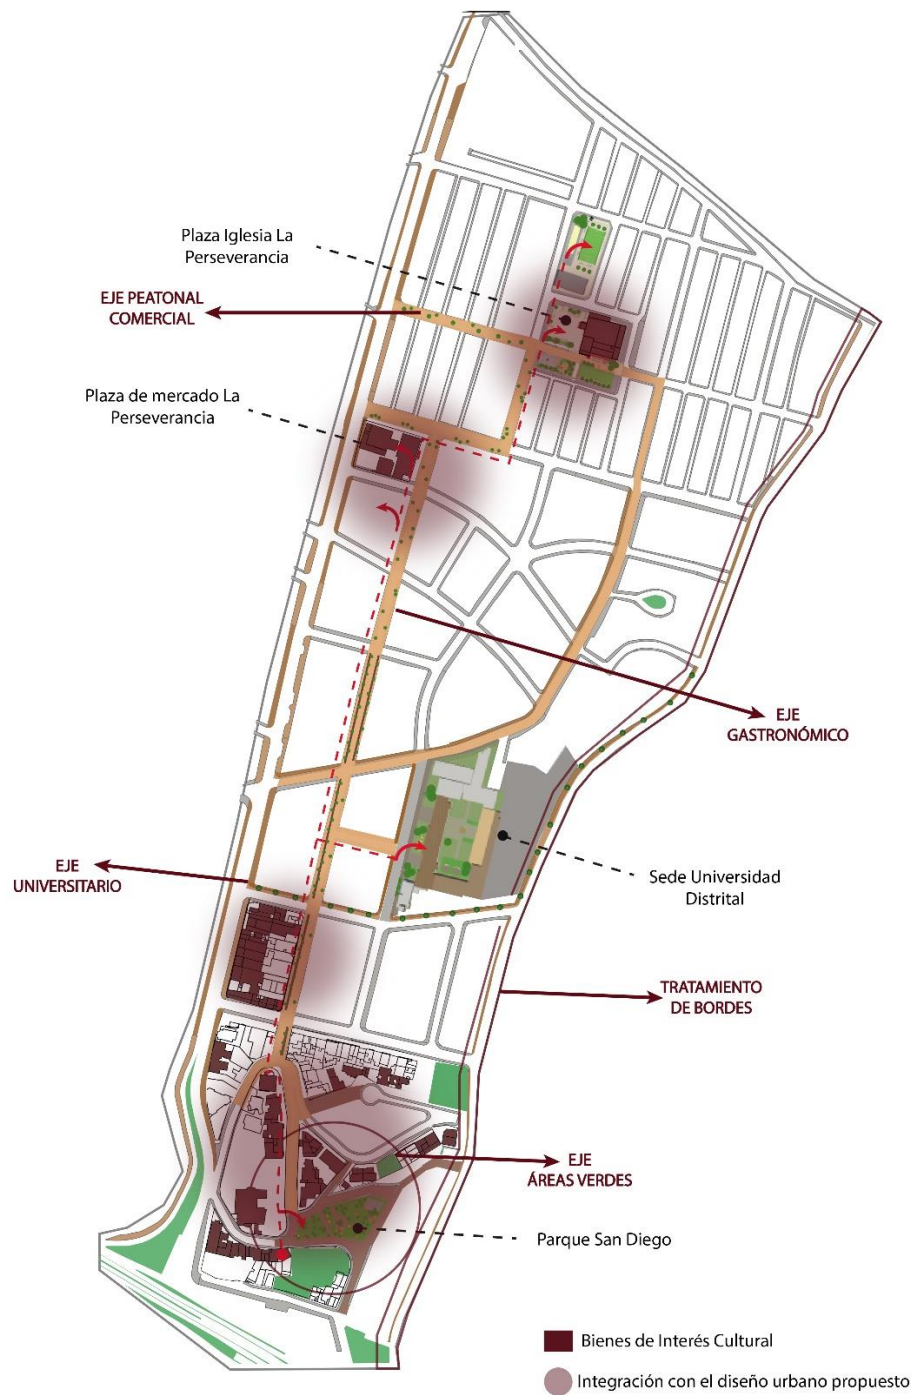 Plaza Iglesia La
Perseverancia
EJE PEATONAL
COMERCIAL
Plaza de mercado La
Perseverancia
EJE
GASTRONÓMICO
EJE
UNIVERSITARIO
Sede Universidad
Distrital
TRATAMIENTO
DE BORDES
EJE
ÁREAS VERDES
Parque San Diego
Bienes de Interés Cultural
Integración con el diseño urbano propuesto